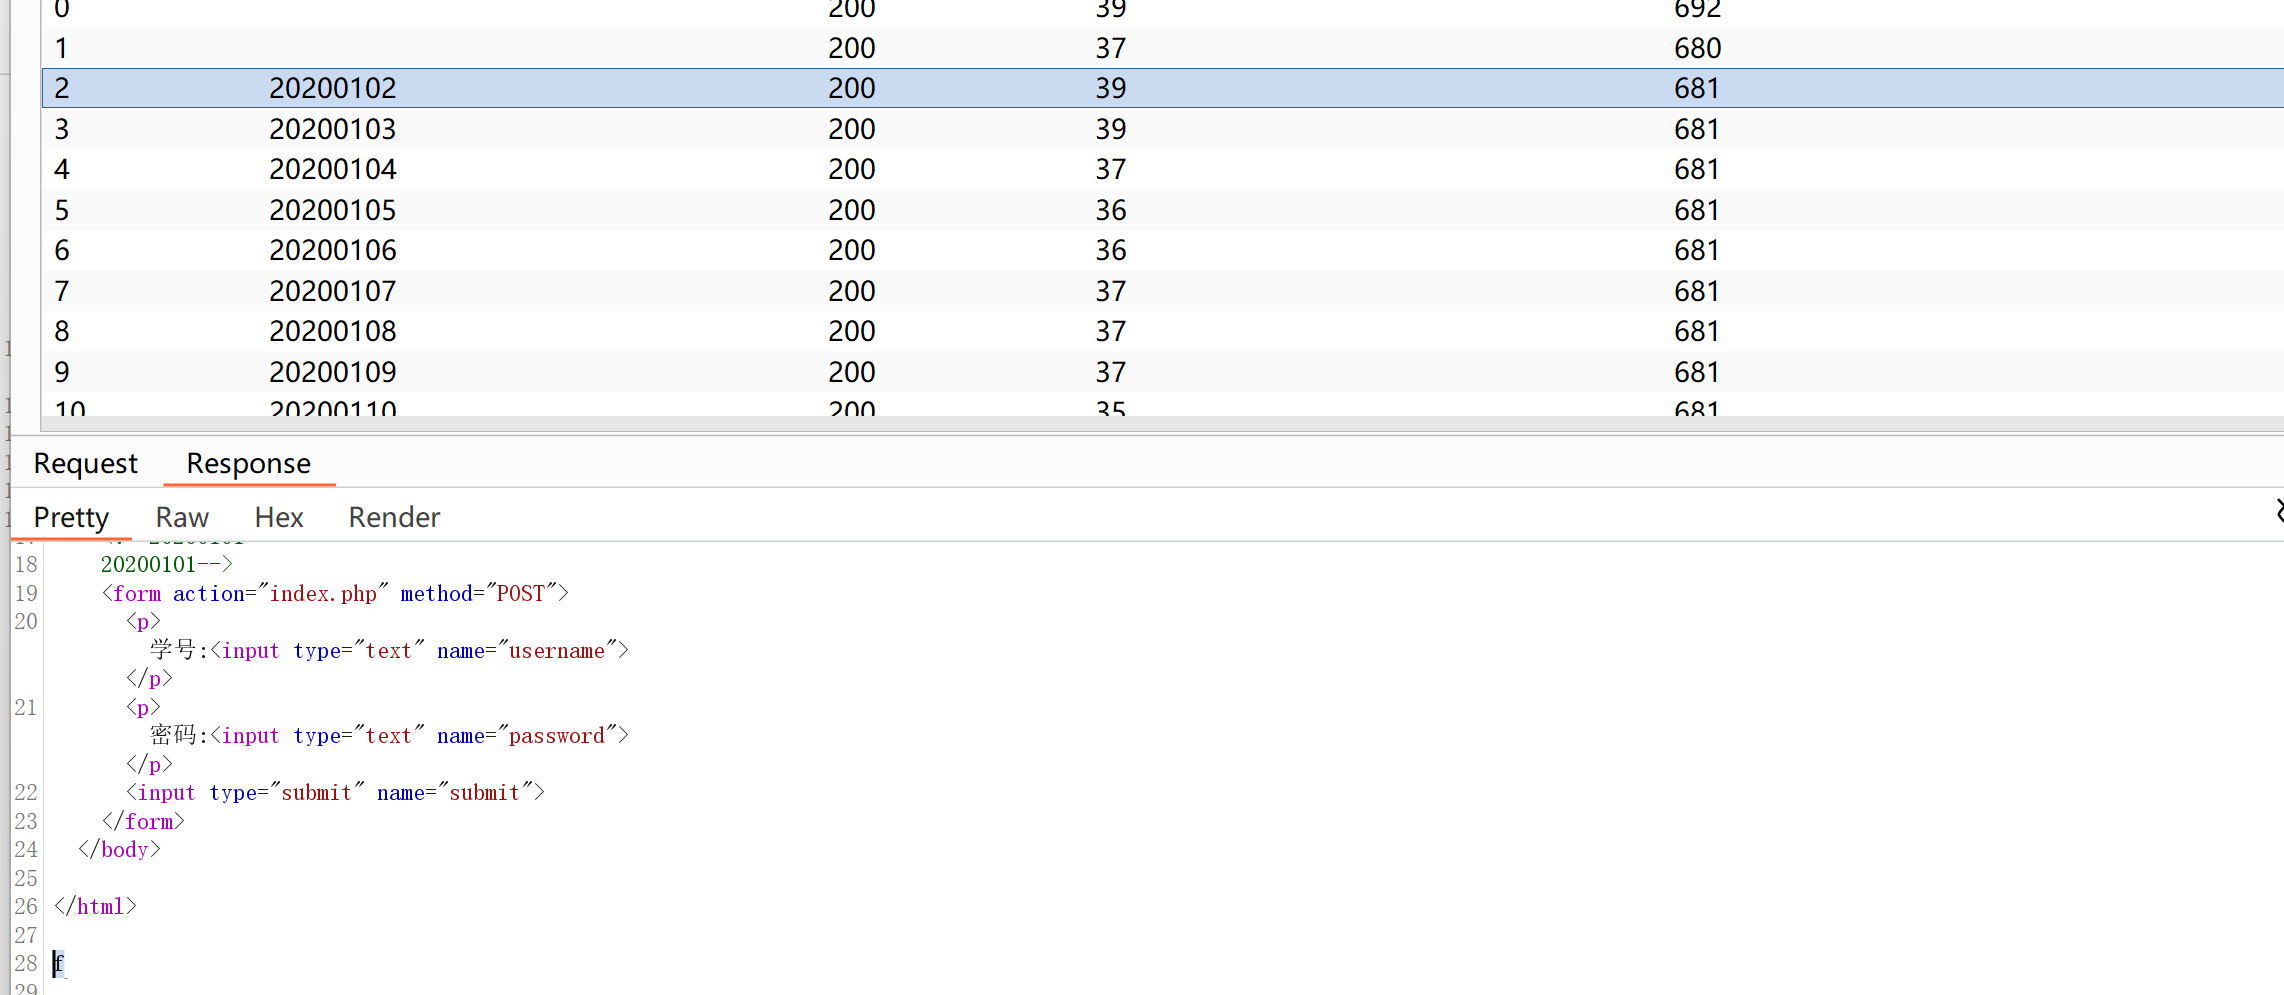 0 200 39 692
1 200 37 680
2 20200102 200 39 681
3 20200103 200 39 681
4 20200104 200 37 681
5 20200105 200 36 681
6 20200106 200 36 681
7 20200107 200 37 681
8 20200108 200 37 681
9 20200109 200 37 681
10 20200110 200 35 681
Request Response
Pretty Raw Hex Render
18 20200101-->
19 <form action="index.php" method="POST">
20 <p>
学号:<input type="text" name="username">
</p>
21 <p>
密码:<input type="text" name="password">
</p>
22 <input type="submit" name="submit">
23 </form>
24 </body>
25
26 </html>
27
28 f
29